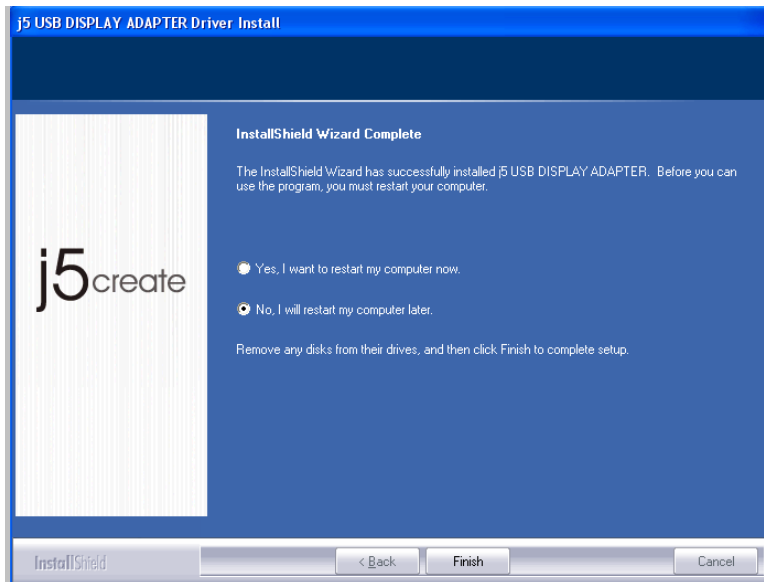 j5 USB DISPLAY ADAPTER Driver Install
InstallShield Wizard Complete
The InstallShield Wizard has successfully installed j5 USB DISPLAY ADAPTER. Before you can
use the program, you must restart your computer.
j5create
Yes, I want to restart my computer now.
No, I will restart my computer later.
Remove any disks from their drives, and then click Finish to complete setup.
InstallShield
< Back
Finish
Cancel